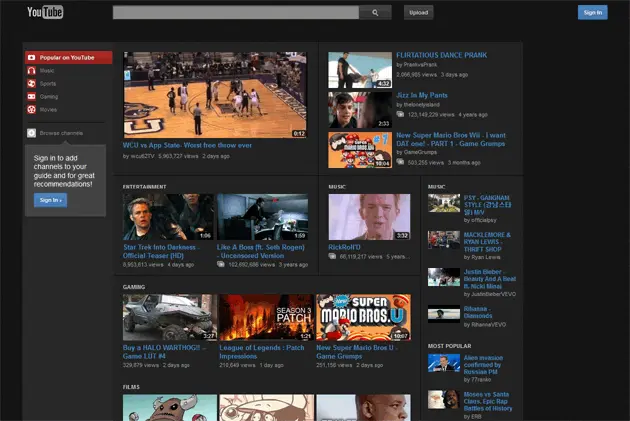 YouTube
Upload
Sign In
Popular on YouTube
Music
Sports
Gaming
Movies
Browse channels
Sign in to add
channels to your
guide and for great
recommendations!
Sign In ›
0:12
WCU vs App State- Worst free throw ever
by wcu62TV 5,963,727 views 2 days ago
4:32
FLIRTATIOUS DANCE PRANK
by PrankvsPrank
2,066,965 views 3 days ago
2:33
Jizz In My Pants
by thelonelyisland
123,149,229 views 4 years ago
#7
10:04
New Super Mario Bros Wii - I want
OAT one! - PART 1 - Game Grumps
by GameGrumps
503,255 views 3 months ago
ENTERTAINMENT
1:06
Star Trek Into Darkness -
Official Teaser [HD]
8,953,613 views 4 days ago
1:59
Like A Boss (ft. Seth Rogen)
- Uncensored Version
102,692,686 views 3 years ago
MUSIC
3:32
RickRoll'D
66,119,217 views 5 years...
MUSIC
PSY - GANGNAM
STYLE (강남스타
일) M/V
by officialpsy
MACKLEMORE &
RYAN LEWIS -
THRIFT SHOP
by Ryan Lewis
Justin Bieber -
Beauty And A Beat
ft. Nicki Minaj
by JustinBieberVEVO
Rihanna -
Diamonds
by RihannaVEVO
GAMING
3:27
Buy a HALO WARTHOG!! –
Game LUT #4
329,875 views 2 days ago
SEASON 3
PATCH
1:21
League of Legends : Patch
Impressions
219,649 views 1 day ago
New
SUPER
MARIO
BROS.U
10:07
New Super Mario Bros U -
Game Grumps
251,158 views 2 days ago
MOST POPULAR
Alien invasion
confirmed by
Russian PM
by 77ranko
Moses vs Santa
Claus. Epic Rap
Battles of History
by ERB
FILMS